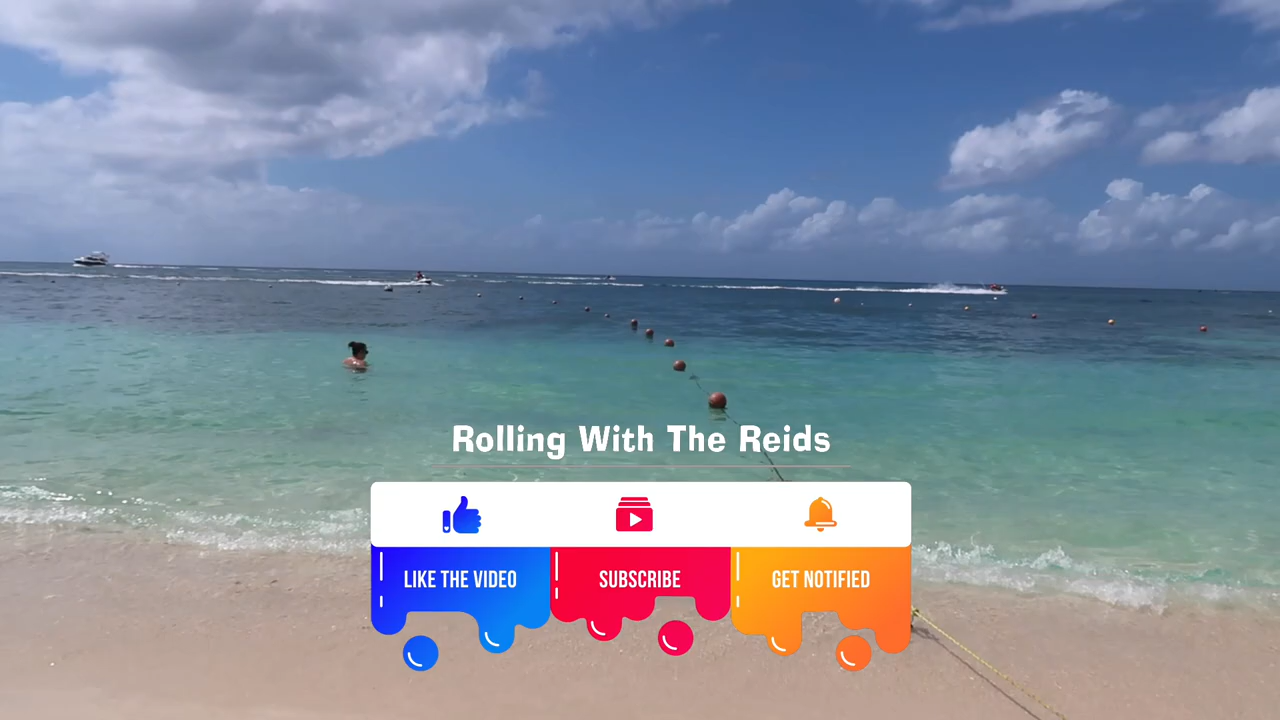 Rolling With The Reids
LIKE THE VIDEO
SUBSCRIBE
GET NOTIFIED